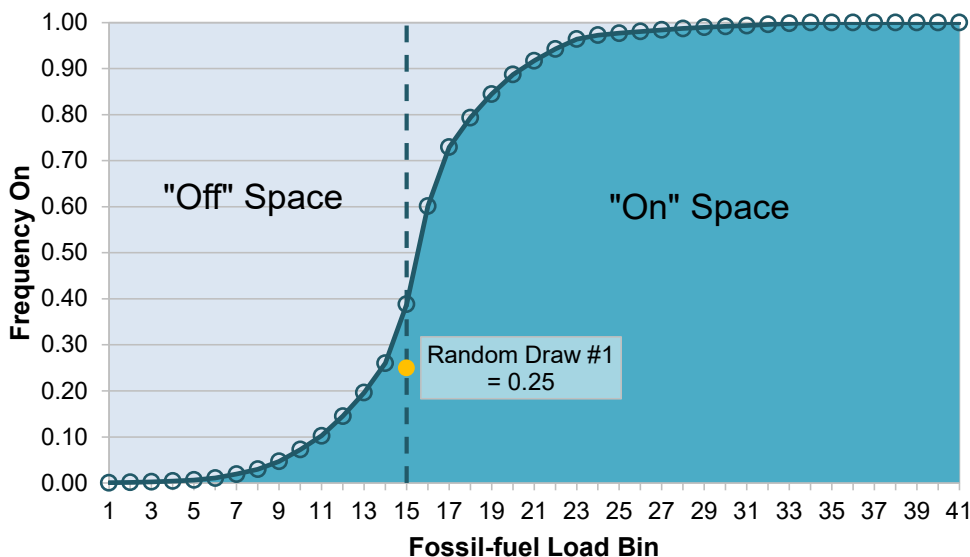 1.00
0.90
0.80
0.70
0.60
0.50
0.40
0.30
0.20
0.10
0.00
Frequency On
"Off" Space
"On" Space
Random Draw #1
= 0.25
1 3 5 7 9 11 13 15 17 19 21 23 25 27 29 31 33 35 37 39 41
Fossil-fuel Load Bin